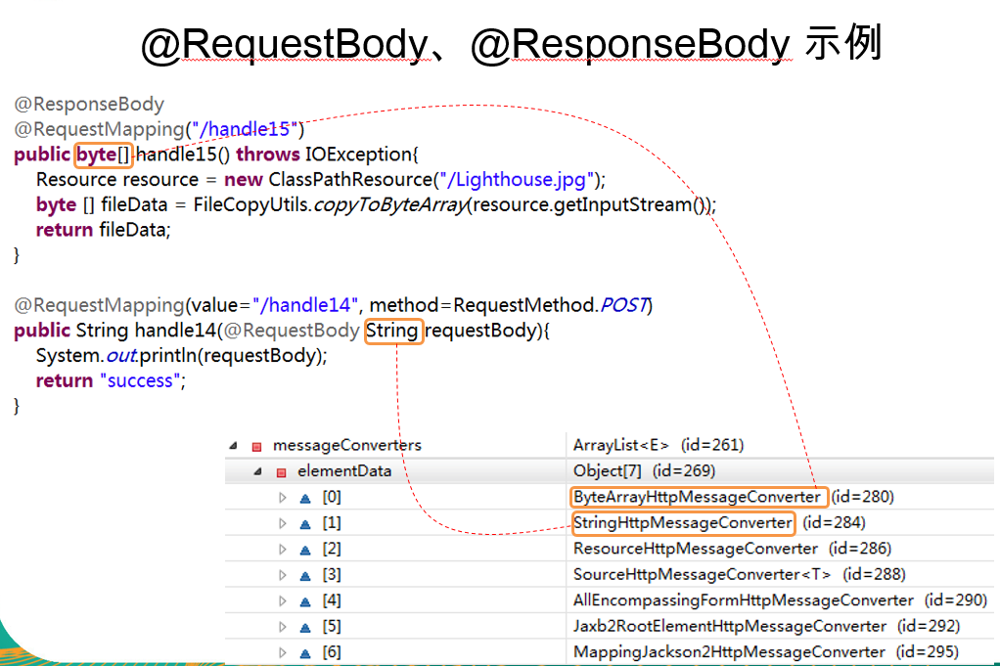 @RequestBody、@ResponseBody 示例
@ResponseBody
@RequestMapping("/handle15")
public byte[] handle15() throws IOException{
Resource resource = new ClassPathResource("/Lighthouse.jpg");
byte [] fileData = FileCopyUtils.copyToByteArray(resource.getInputStream());
return fileData;
}
@RequestMapping(value="/handle14", method=RequestMethod.POST)
public String handle14(@RequestBody String requestBody){
System.out.println(requestBody);
return "success";
}
messageConverters ArrayList<E> (id=261)
elementData Object[7] (id=269)
[0] ByteArrayHttpMessageConverter (id=280)
[1] StringHttpMessageConverter (id=284)
[2] ResourceHttpMessageConverter (id=286)
[3] SourceHttpMessageConverter<T> (id=288)
[4] AllEncompassingFormHttpMessageConverter (id=290)
[5] Jaxb2RootElementHttpMessageConverter (id=292)
[6] MappingJackson2HttpMessageConverter (id=295)